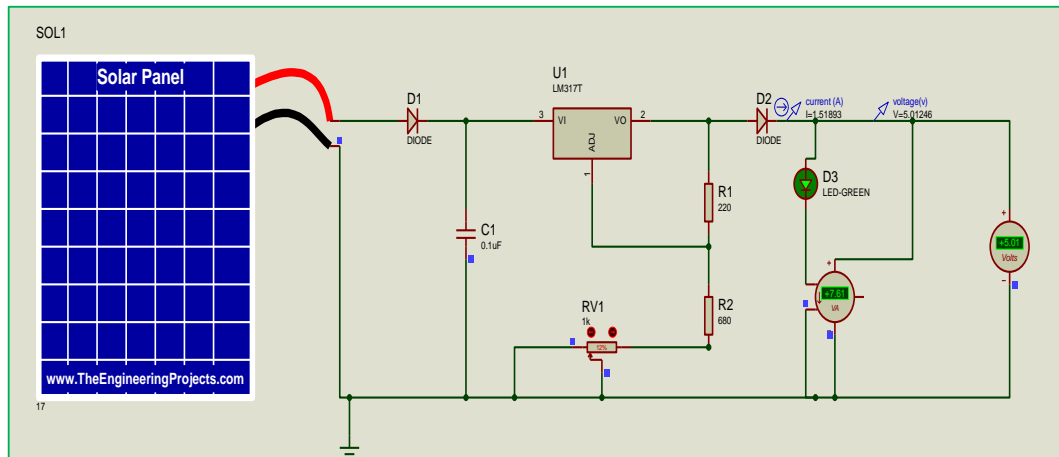 SOL1
Solar Panel
www.TheEngineeringProjects.com
17
D1
DIODE
C1
0.1uF
U1
LM317T
3
VI
VO
2
ADJ
1
D2
DIODE
current (A)
I=1.51893
voltage(v)
V=5.01246
R1
220
R2
680
RV1
1k
12%
D3
LED-GREEN
+
+7.61
VA
+
+5.01
Volts